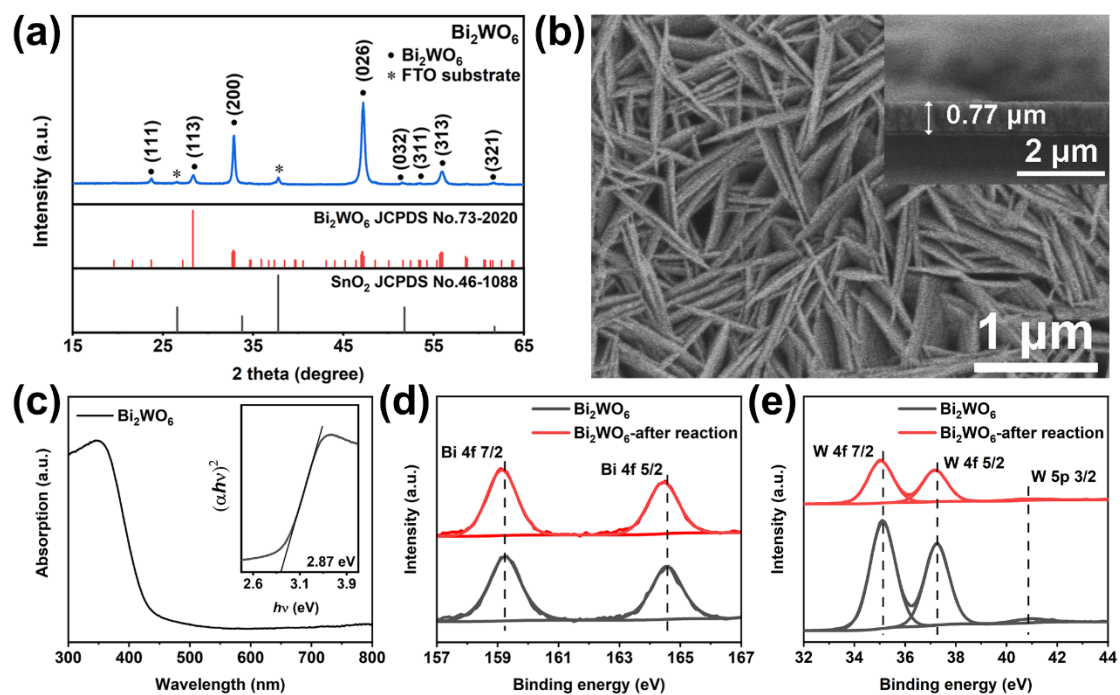 (a)
Bi₂WO₆
• Bi₂WO₆
* FTO substrate
• (111)
*
• (113)
• (200)
*
• (026)
• (032)
• (311)
• (313)
• (321)
Intensity (a.u.)
Bi₂WO₆ JCPDS No.73-2020
SnO₂ JCPDS No.46-1088
15 25 35 45 55 65
2 theta (degree)
(b)
0.77 μm
2 μm
1 μm
(c)
Bi₂WO₆
Absorption (a.u.)
(αhν)²
2.87 eV
2.6 3.1 3.9
hν (eV)
300 400 500 600 700 800
Wavelength (nm)
(d)
Bi₂WO₆
Bi₂WO₆-after reaction
Bi 4f 7/2
Bi 4f 5/2
Intensity (a.u.)
157 159 161 163 165 167
Binding energy (eV)
(e)
Bi₂WO₆
Bi₂WO₆-after reaction
W 4f 7/2
W 4f 5/2
W 5p 3/2
Intensity (a.u.)
32 34 36 38 40 42 44
Binding energy (eV)